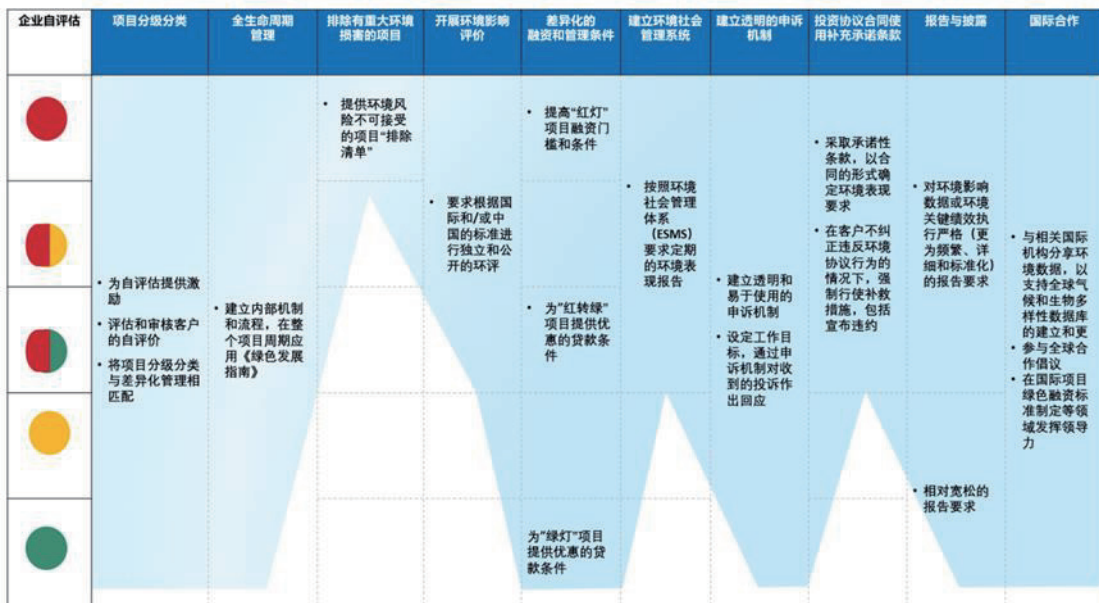 企业自评估
项目分级分类
全生命周期
管理
排除有重大环境
损害的项目
开展环境影响
评价
差异化的
融资和管理条件
建立环境社会
管理系统
建立透明的申诉
机制
投资协议合同使
用补充承诺条款
报告与披露
国际合作
• 为自评估提供激
励
• 评估和审核客户
的自评价
• 将项目分级分类
与差异化管理相
匹配
• 建立内部机制
和流程，在整
个项目周期应
用《绿色发展
指南》
• 提供环境风
险不可接受
的项目“排除
清单”
• 要求根据国
际和/或中
国的标准进
行独立和公
开的环评
• 提高“红灯”
项目融资门
槛和条件
• 为“红转绿”
项目提供优
惠的贷款条
件
为“绿灯”项目
提供优惠的贷
款条件
• 按照环境
社会管理
体系
（ESMS）
要求定期
的环境表
现报告
• 建立透明和
易于使用的
申诉机制
• 设定工作目
标，通过申
诉机制对收
到的投诉作
出回应
• 采取承诺性
条款，以合
同的形式确
定环境表现
要求
• 在客户不纠
正违反环境
协议行为的
情况下，强
制行使补救
措施，包括
宣布违约
• 对环境影响
数据或环境
关键绩效执
行严格（更
为频繁、详
细和标准化）
的报告要求
• 相对宽松的
报告要求
• 与相关国际
机构分享环
境数据，以
支持全球气
候和生物多
样性数据库
的建立和更
• 参与全球合
作倡议
• 在国际项目
绿色融资标
准制定等领
域发挥领导
力